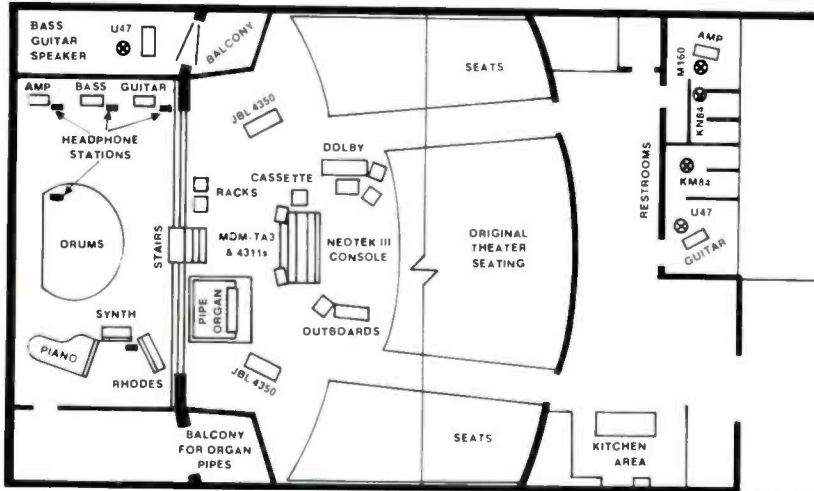 BASS
GUITAR
SPEAKER
U47
BALCONY
SEATS
AMP
M160
KN84
AMP
BASS
GUITAR
HEADPHONE
STATIONS
JBL 4350
DOLBY
CASSETTE
RACKS
KM84
U47
GUITAR
RESTROOMS
DRUMS
STAIRS
MDM-TA3
& 4311s
NEOTEK III
CONSOLE
ORIGINAL
THEATER
SEATING
PIPE
ORGAN
SYNTH
OUTBOARDS
PIANO
RHODES
JBL 4350
BALCONY
FOR ORGAN
PIPES
SEATS
KITCHEN
AREA